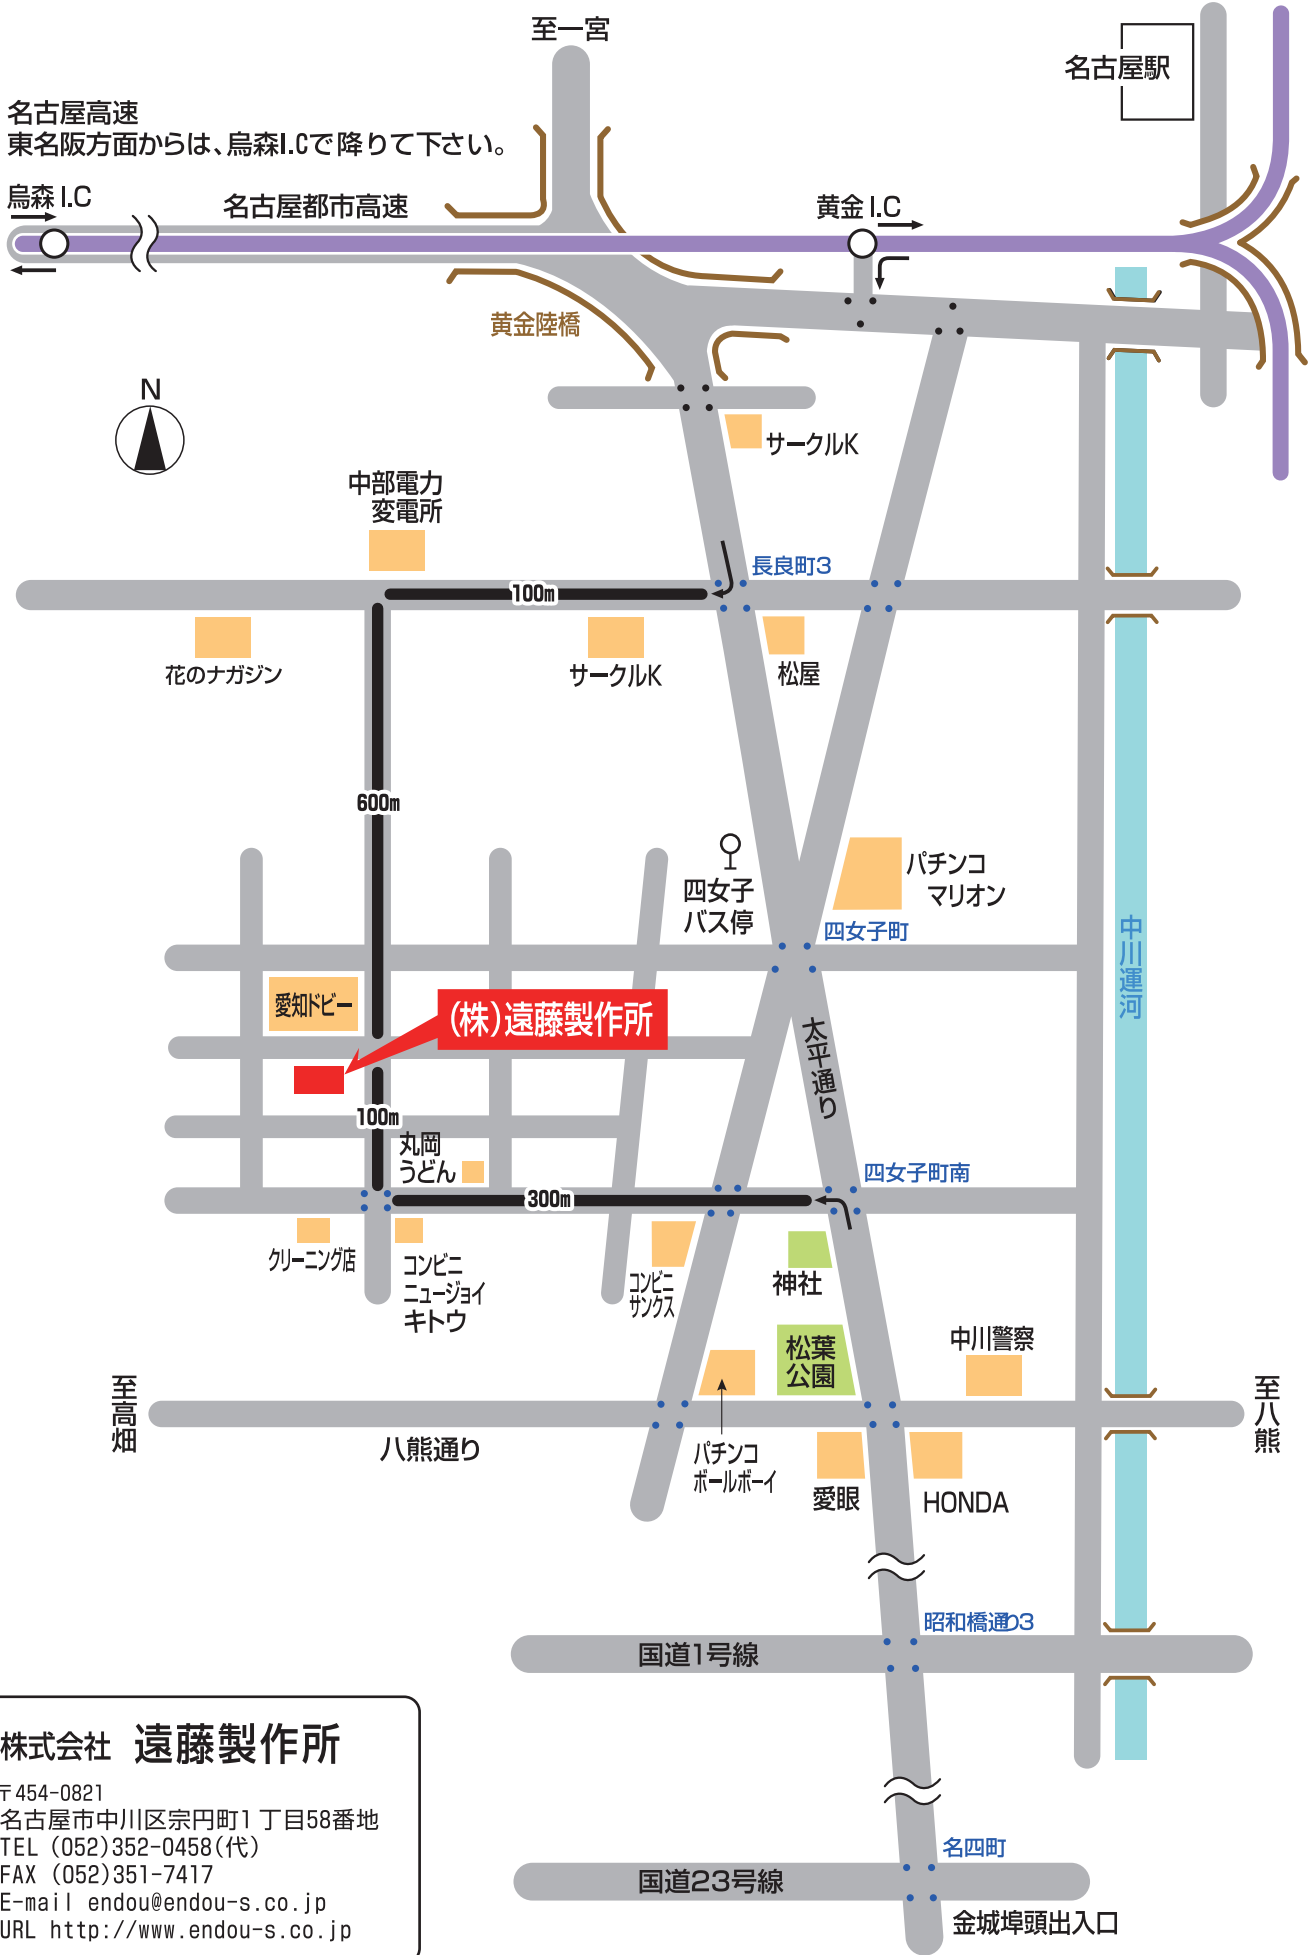 至一宮
名古屋駅
名古屋高速
東名阪方面からは、烏森I.Cで降りて下さい。
烏森 I.C
名古屋都市高速
黄金 I.C
黄金陸橋
N
サークルK
中部電力
変電所
長良町3
100m
花のナガジン
サークルK
松屋
600m
四女子
バス停
パチンコ
マリオン
四女子町
中川運河
愛知ドビー
(株)遠藤製作所
太平通り
100m
丸岡
うどん
四女子町南
300m
クリーニング店
コンビニ
ニュージョイ
キトウ
コンビニ
サンクス
神社
松葉
公園
中川警察
至高畑
至八熊
八熊通り
パチンコ
ボールボーイ
愛眼
HONDA
昭和橋通り3
国道1号線
株式会社 遠藤製作所
〒454-0821
名古屋市中川区宗円町1丁目58番地
TEL (052)352-0458(代)
FAX (052)351-7417
E-mail endou@endou-s.co.jp
URL http://www.endou-s.co.jp
名四町
国道23号線
金城埠頭出入口